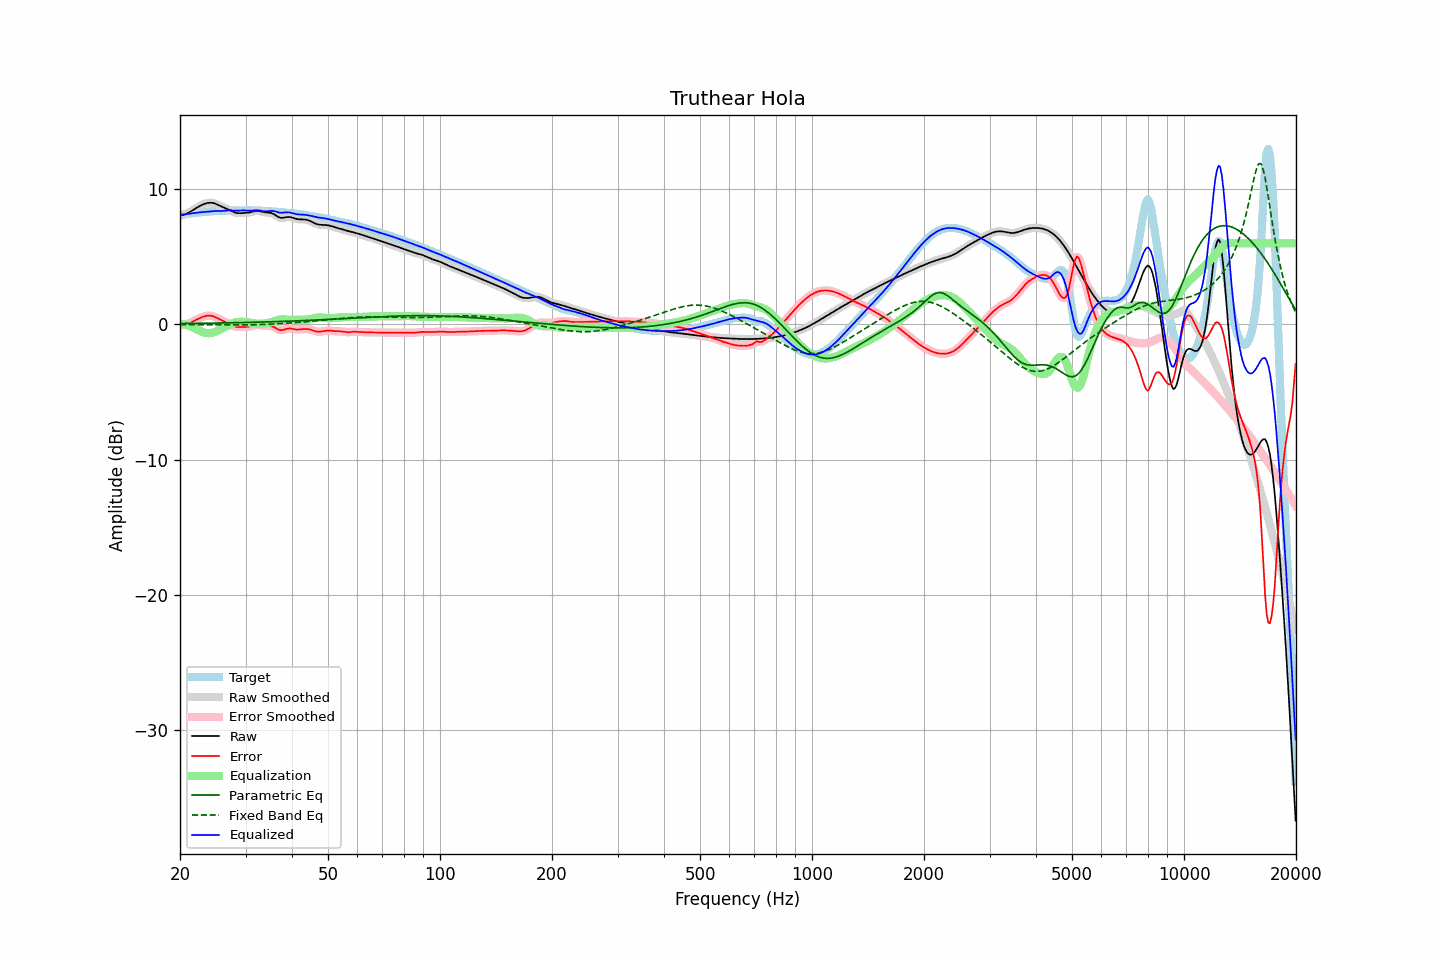 Truthear Hola
Amplitude (dBr)
10
0
−10
−20
−30
Target
Raw Smoothed
Error Smoothed
Raw
Error
Equalization
Parametric Eq
Fixed Band Eq
Equalized
20 50 100 200 500 1000 2000 5000 10000 20000
Frequency (Hz)